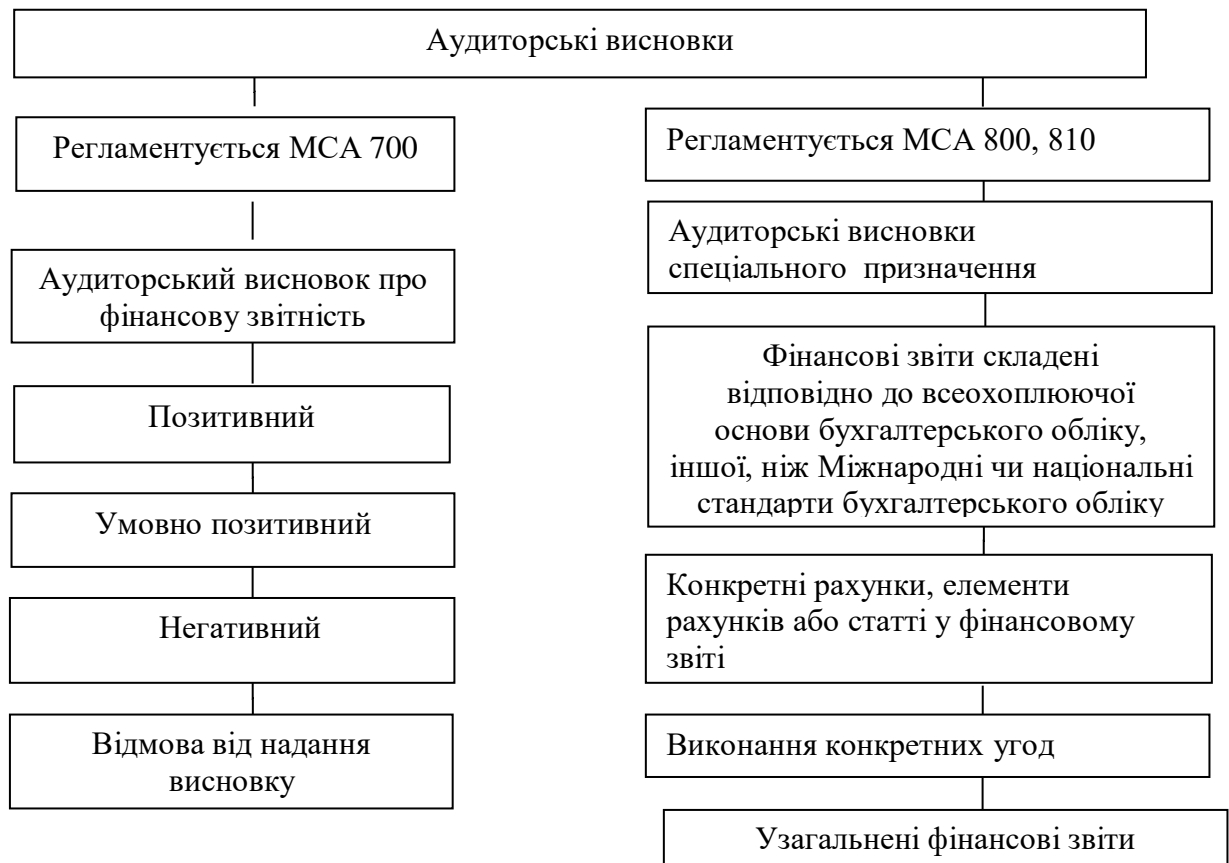 Аудиторські висновки
Регламентується МСА 700
Аудиторський висновок про
фінансову звітність
Позитивний
Умовно позитивний
Негативний
Відмова від надання
висновку
Регламентується МСА 800, 810
Аудиторські висновки
спеціального призначення
Фінансові звіти складені
відповідно до всеохоплюючої
основи бухгалтерського обліку,
іншої, ніж Міжнародні чи національні
стандарти бухгалтерського обліку
Конкретні рахунки, елементи
рахунків або статті у фінансовому
звіті
Виконання конкретних угод
Узагальнені фінансові звіти